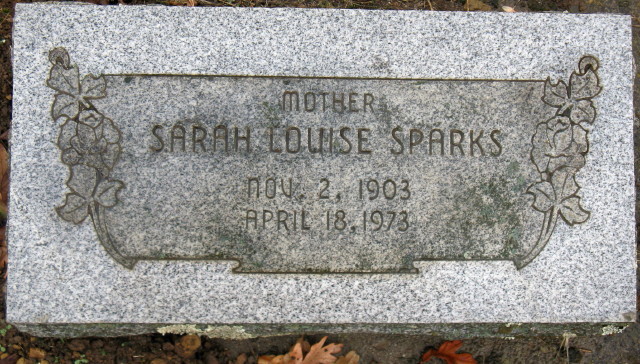 MOTHER
SARAH LOUISE SPARKS
NOV. 2, 1903
APRIL 18, 1973